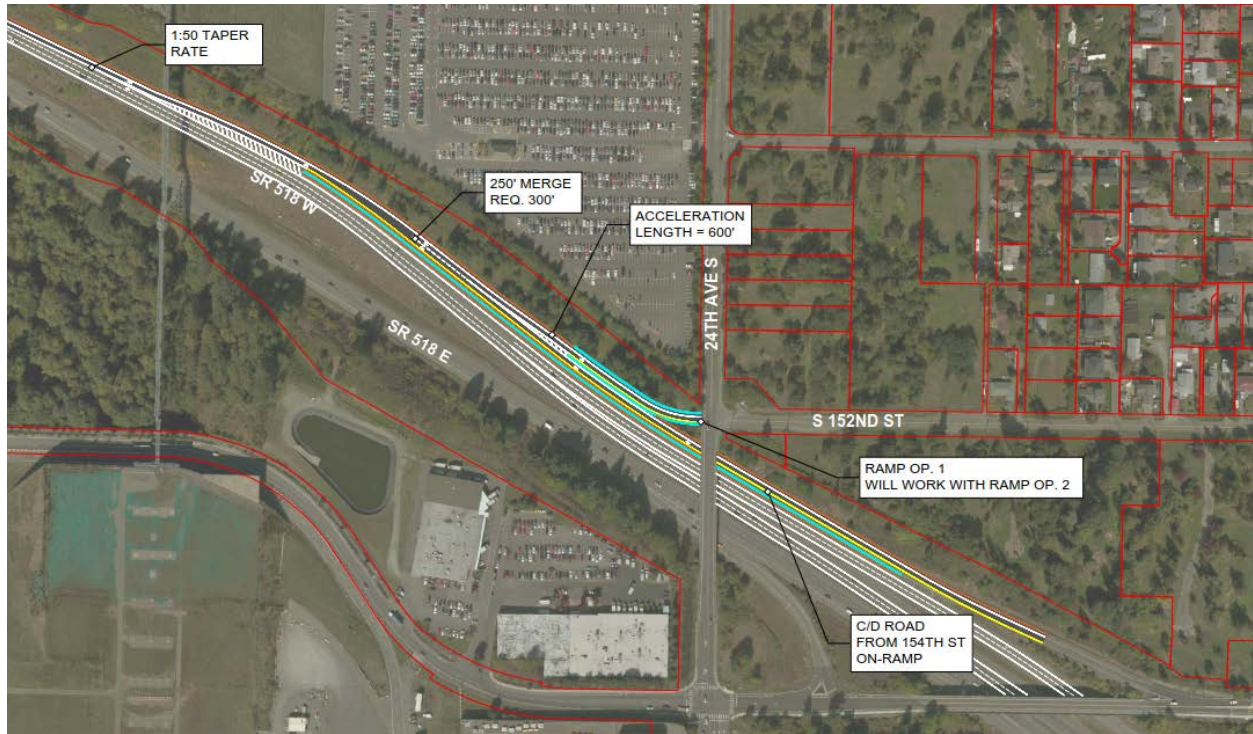 1:50 TAPER
RATE
250' MERGE
REQ. 300'
ACCELERATION
LENGTH = 600'
SR 518 W
SR 518 E
24TH AVE S
S 152ND ST
RAMP OP. 1
WILL WORK WITH RAMP OP. 2
C/D ROAD
FROM 154TH ST
ON-RAMP